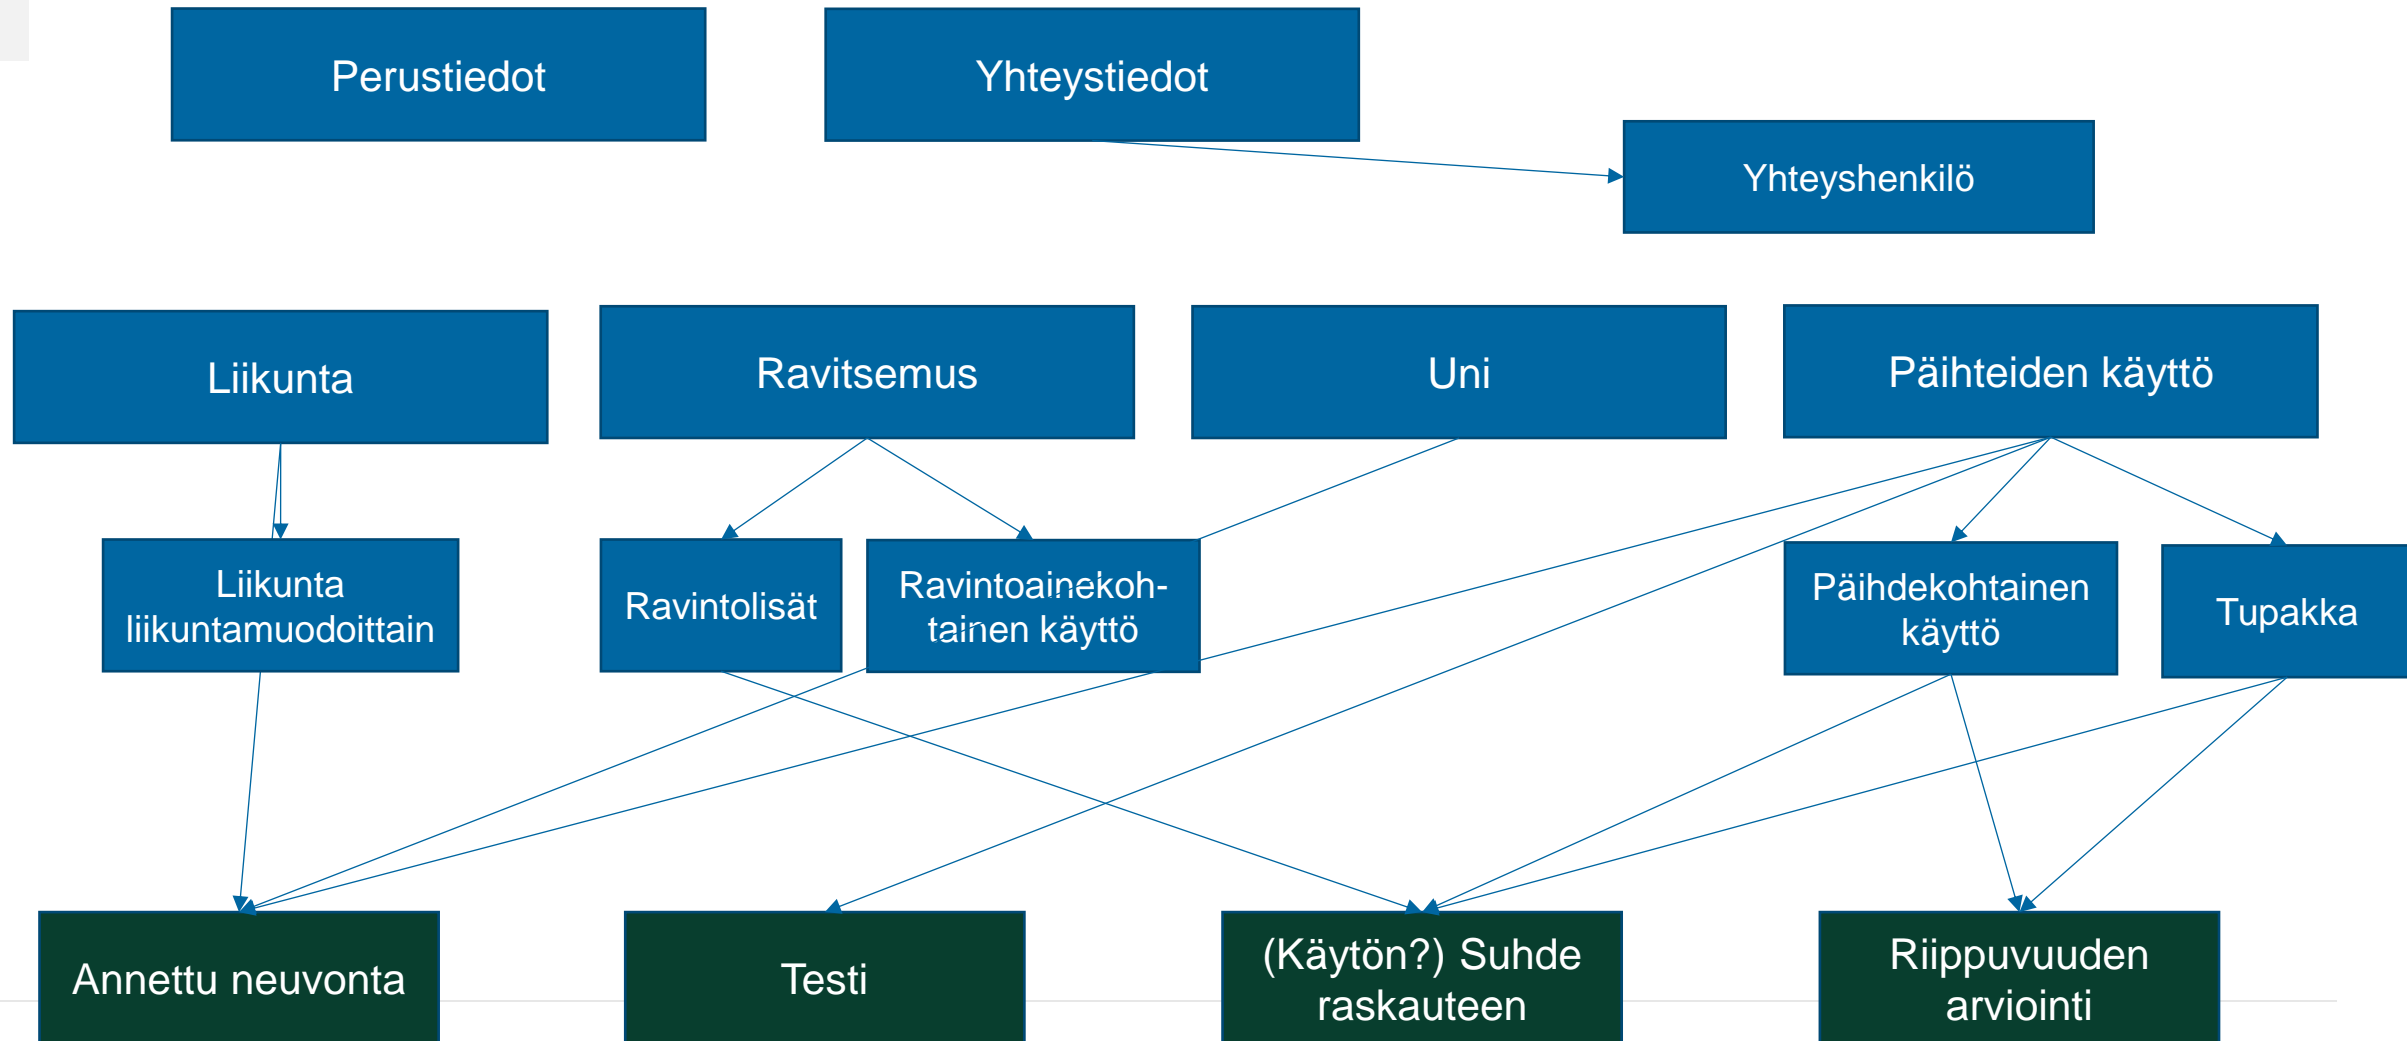 Perustiedot
Yhteystiedot
Yhteyshenkilö
Liikunta
Ravitsemus
Uni
Päihteiden käyttö
Liikunta
liikuntamuodoittain
Ravintolisät
Ravintoainekoh-
tainen käyttö
Päihdekohtainen
käyttö
Tupakka
Annettu neuvonta
Testi
(Käytön?) Suhde
raskauteen
Riippuvuuden
arviointi